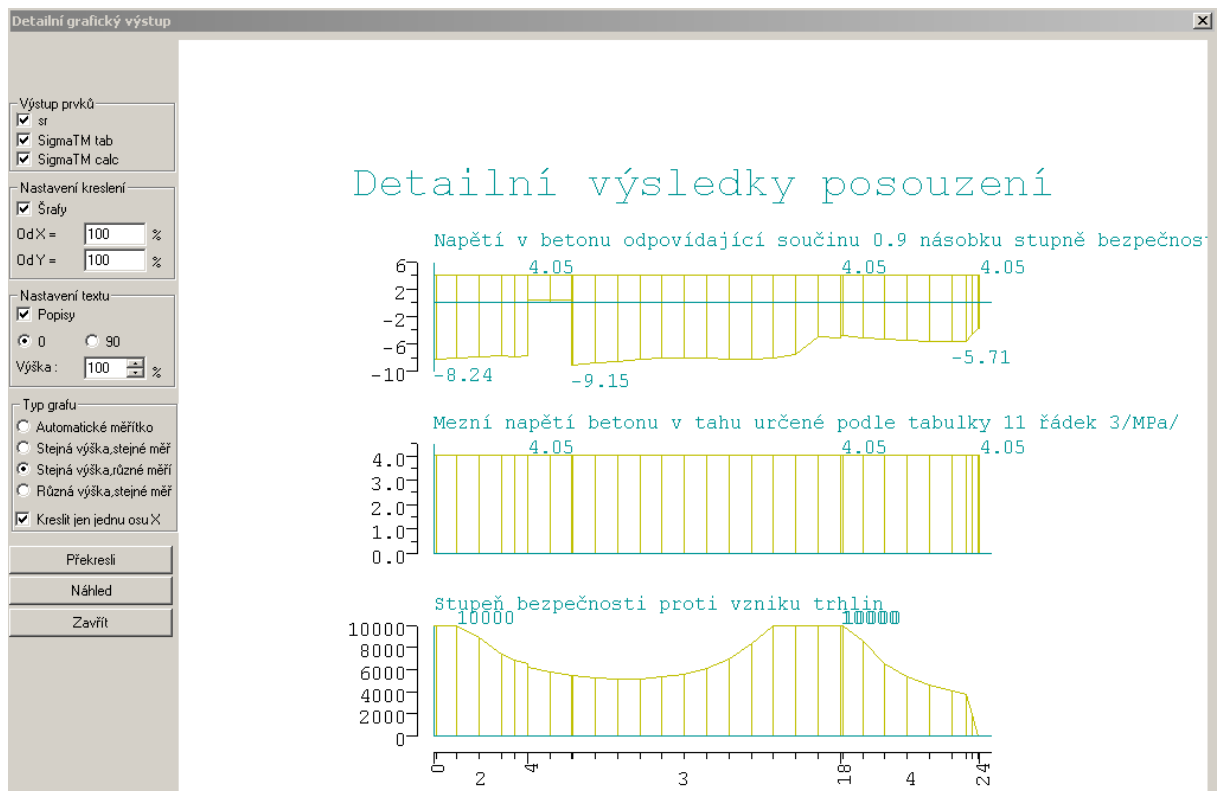 Detailní grafický výstup
Výstup prvků
sr
SigmaTM tab
SigmaTM calc
Nastavení kreslení
Šrafy
Od X = 100 %
Od Y = 100 %
Nastavení textu
Popisy
0 90
Výška : 100 %
Typ grafu
Automatické měřítko
Stejná výška,stejné měř
Stejná výška,různé měří
Různá výška,stejné měř
Kreslit jen jednu osu X
Překresli
Náhled
Zavřít
Detailní výsledky posouzení
Napětí v betonu odpovídající součinu 0.9 násobku stupně bezpečnos
4.05 4.05 4.05
6
2
-2
-6
-10
-8.24 -9.15 -5.71
Mezní napětí betonu v tahu určené podle tabulky 11 řádek 3/MPa/
4.05 4.05 4.05
4.0
3.0
2.0
1.0
0.0
Stupeň bezpečnosti proti vzniku trhlin
10000 10000
10000
8000
6000
4000
2000
0
0 4 18 24
2 3 4